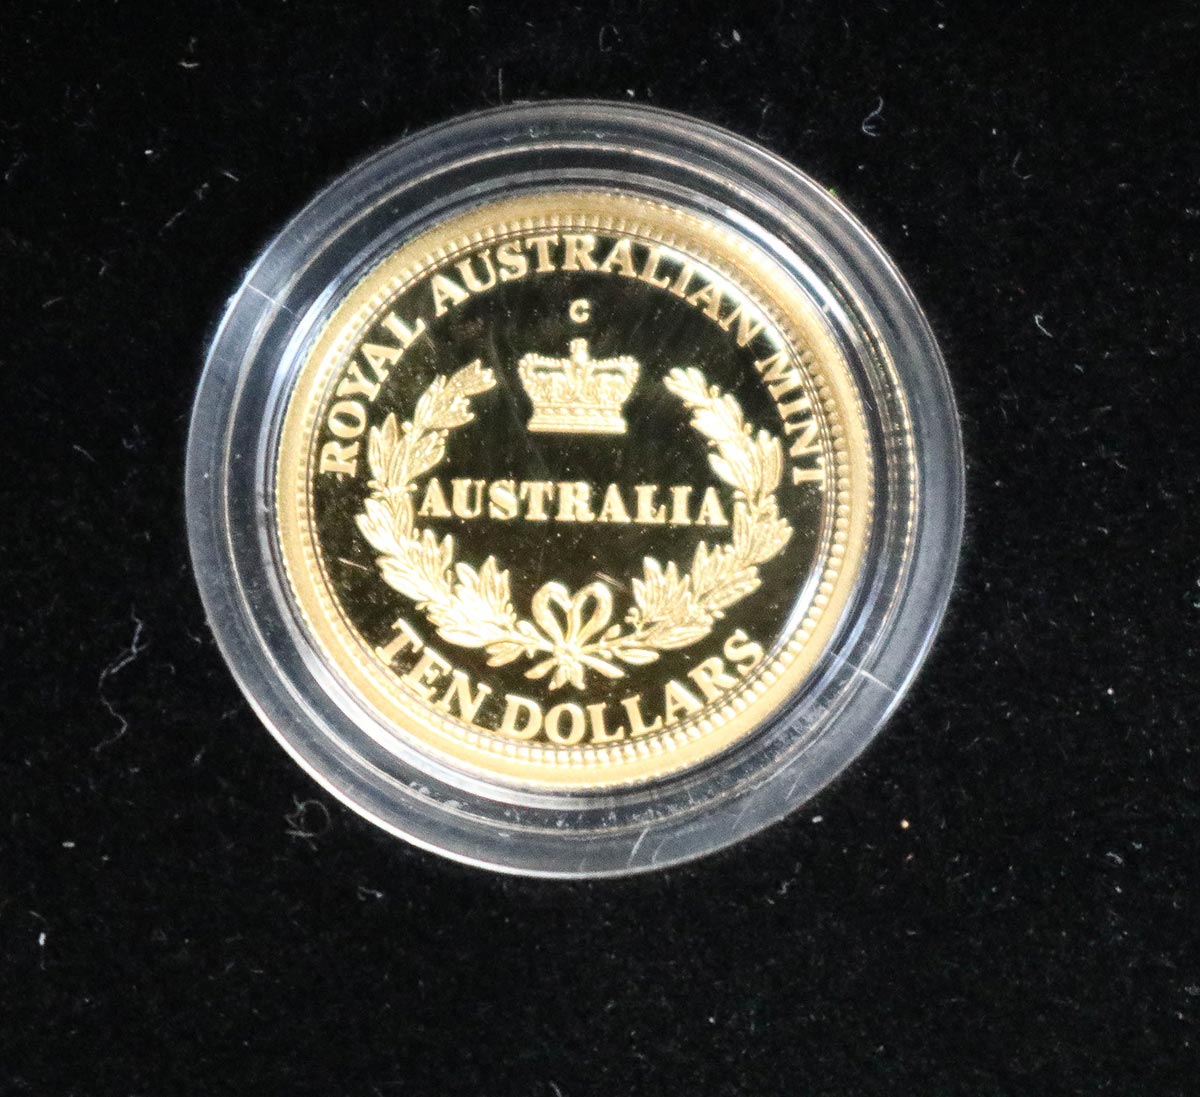 ROYAL AUSTRALIAN MINT
C
AUSTRALIA
TEN DOLLARS